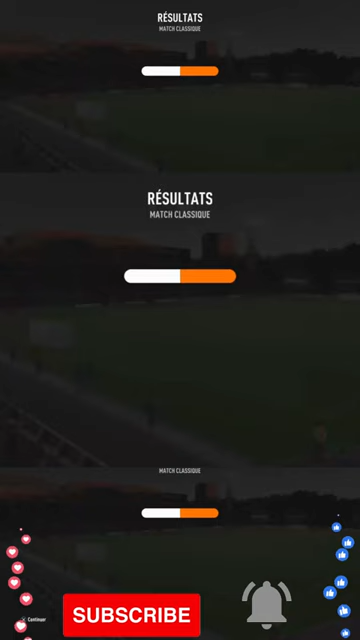 RÉSULTATS
MATCH CLASSIQUE
RÉSULTATS
MATCH CLASSIQUE
MATCH CLASSIQUE
Continuer
SUBSCRIBE